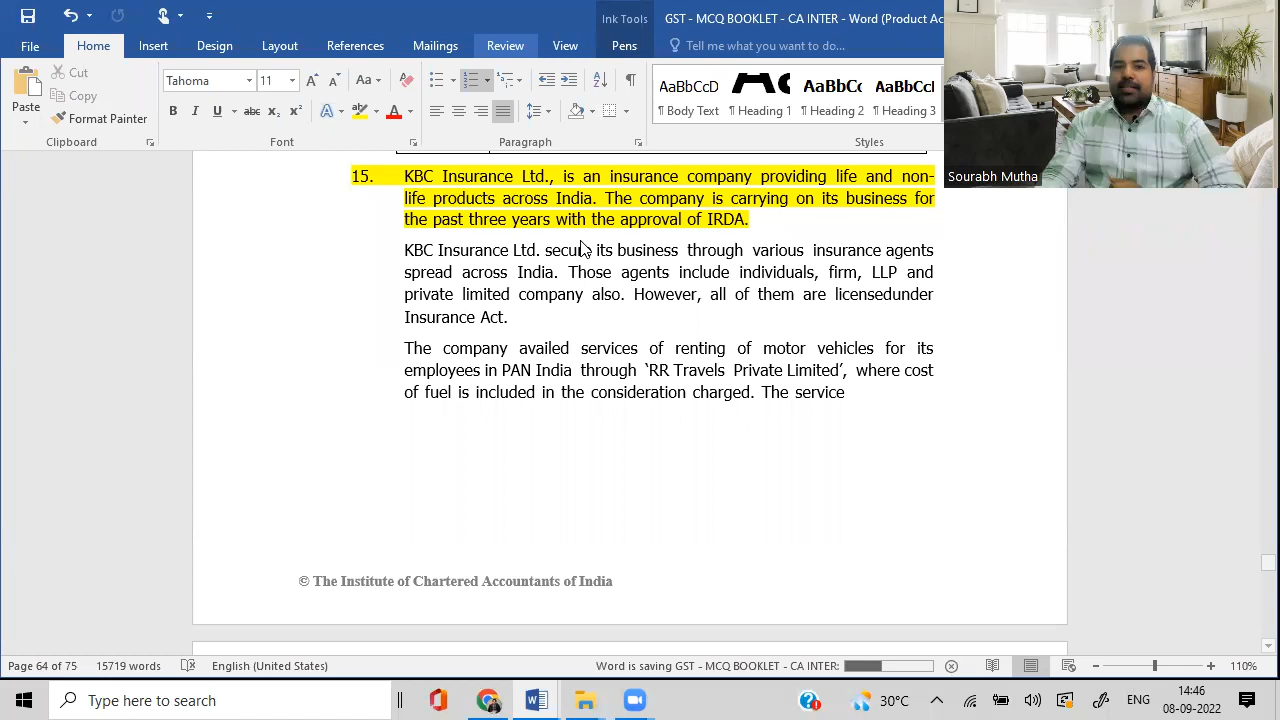 Ink Tools
GST - MCQ BOOKLET - CA INTER - Word (Product Ac
File
Home
Insert
Design
Layout
References
Mailings
Review
View
Pens
Tell me what you want to do...
Paste
Cut
Copy
Format Painter
Clipboard
Tahoma
11
Font
Paragraph
AaBbCcD
¶ Body Text
¶ Heading 1
AaBbCc
¶ Heading 2
AaBbCcl
¶ Heading 3
Styles
Sourabh Mutha
15. KBC Insurance Ltd., is an insurance company providing life and non-
life products across India. The company is carrying on its business for
the past three years with the approval of IRDA.
KBC Insurance Ltd. its business through various insurance agents
spread across India. Those agents include individuals, firm, LLP and
private limited company also. However, all of them are licensedunder
Insurance Act.
The company availed services of renting of motor vehicles for its
employees in PAN India through ‘RR Travels Private Limited’, where cost
of fuel is included in the consideration charged. The service
© The Institute of Chartered Accountants of India
Page 64 of 75
15719 words
English (United States)
Word is saving GST - MCQ BOOKLET - CA INTER:
110%
Type here to search
30°C
ENG
14:46
08-09-2022